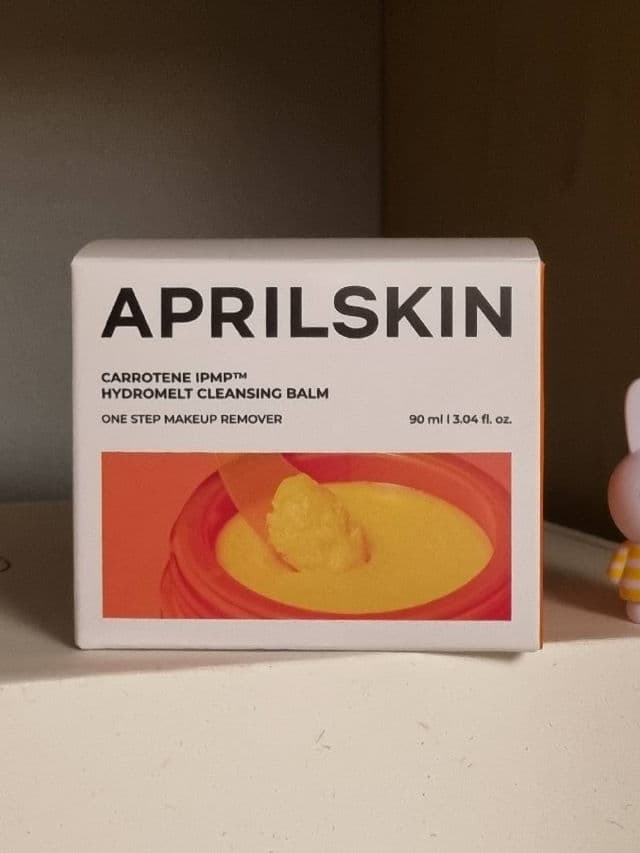 APRILSKIN
CARROTENE IPMP™
HYDROMELT CLEANSING BALM
ONE STEP MAKEUP REMOVER
90 ml l 3.04 fl. oz.